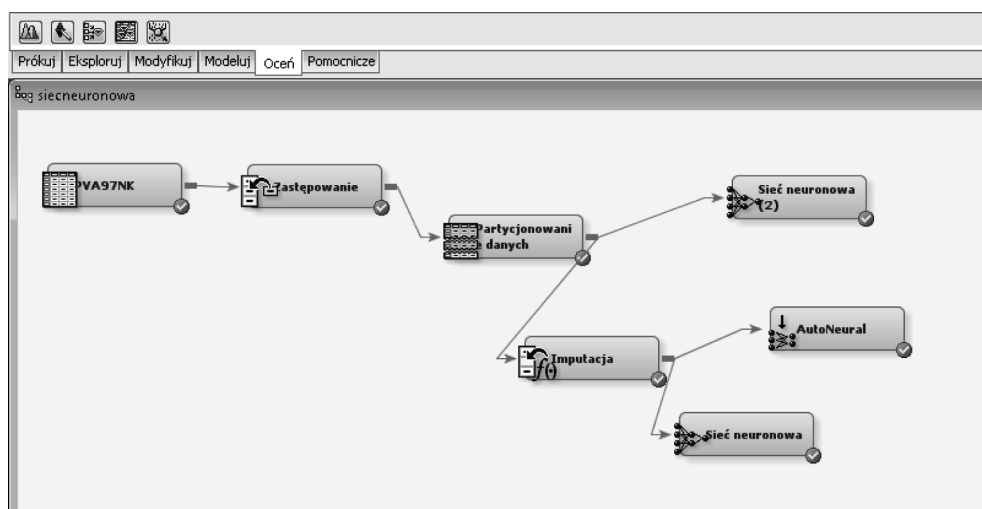 Próbkuj Eksploruj Modyfikuj Modeluj Oceń Pomocnicze
siecneuronowa
PVA97NK
Zastępowanie
Partycjonowani
e danych
Sieć neuronowa
(2)
Imputacja
AutoNeural
Sieć neuronowa